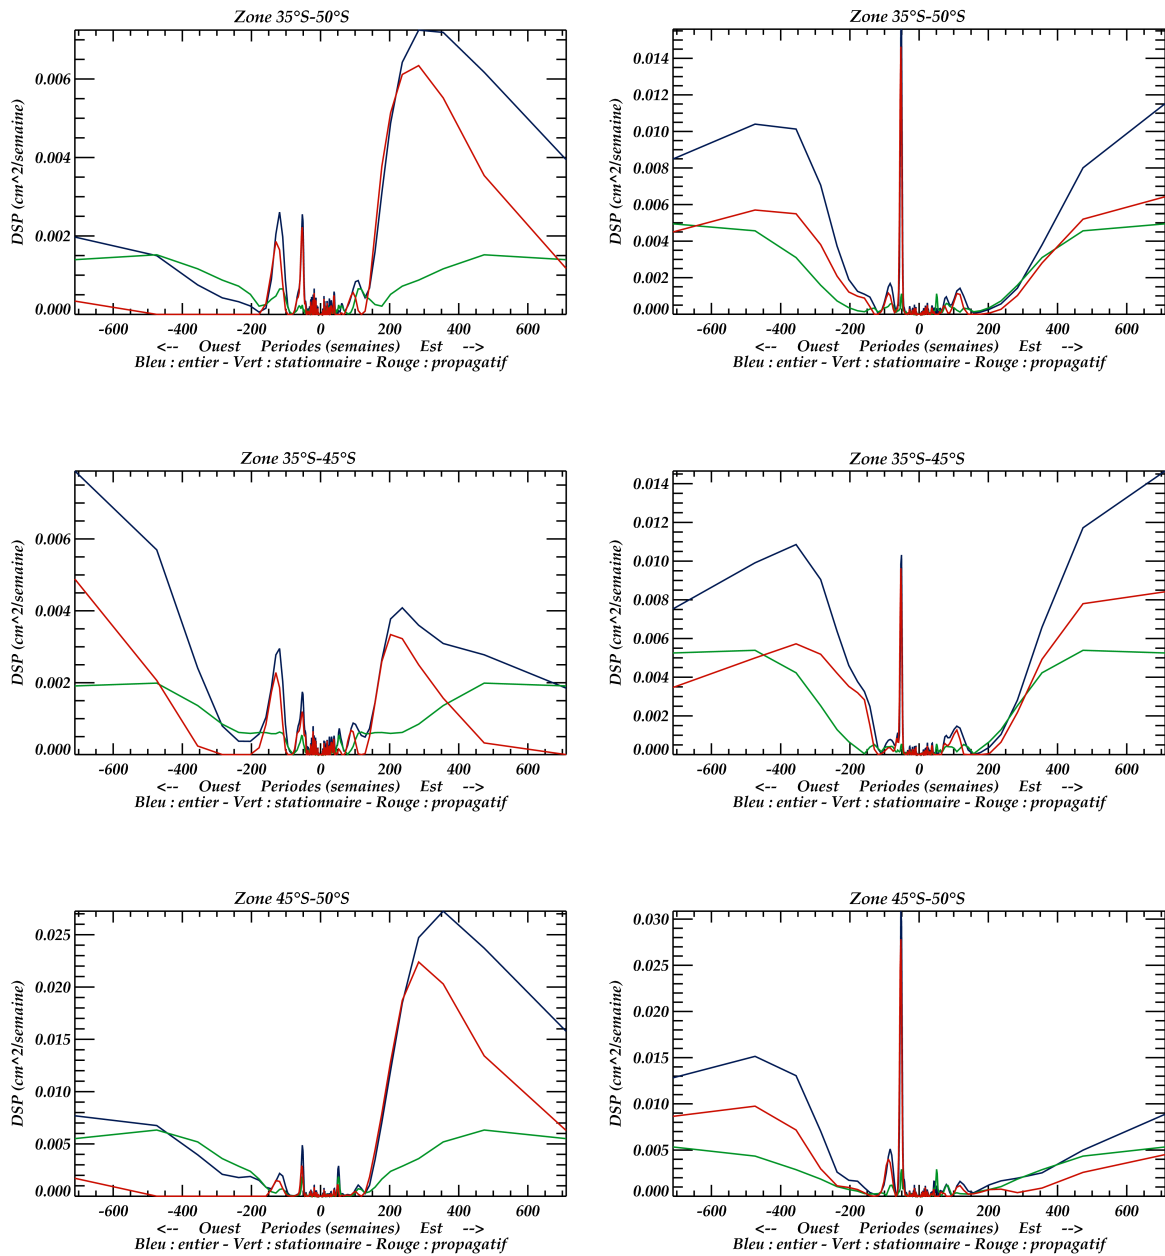 Zone 35°S-50°S
DSP (cm^2/semaine)
0.006
0.004
0.002
0.000
-600 -400 -200 0 200 400 600
<-- Ouest Periodes (semaines) Est -->
Bleu : entier - Vert : stationnaire - Rouge : propagatif
Zone 35°S-50°S
DSP (cm^2/semaine)
0.014
0.012
0.010
0.008
0.006
0.004
0.002
0.000
-600 -400 -200 0 200 400 600
<-- Ouest Periodes (semaines) Est -->
Bleu : entier - Vert : stationnaire - Rouge : propagatif
Zone 35°S-45°S
DSP (cm^2/semaine)
0.006
0.004
0.002
0.000
-600 -400 -200 0 200 400 600
<-- Ouest Periodes (semaines) Est -->
Bleu : entier - Vert : stationnaire - Rouge : propagatif
Zone 35°S-45°S
DSP (cm^2/semaine)
0.014
0.012
0.010
0.008
0.006
0.004
0.002
0.000
-600 -400 -200 0 200 400 600
<-- Ouest Periodes (semaines) Est -->
Bleu : entier - Vert : stationnaire - Rouge : propagatif
Zone 45°S-50°S
DSP (cm^2/semaine)
0.025
0.020
0.015
0.010
0.005
0.000
-600 -400 -200 0 200 400 600
<-- Ouest Periodes (semaines) Est -->
Bleu : entier - Vert : stationnaire - Rouge : propagatif
Zone 45°S-50°S
DSP (cm^2/semaine)
0.030
0.025
0.020
0.015
0.010
0.005
0.000
-600 -400 -200 0 200 400 600
<-- Ouest Periodes (semaines) Est -->
Bleu : entier - Vert : stationnaire - Rouge : propagatif